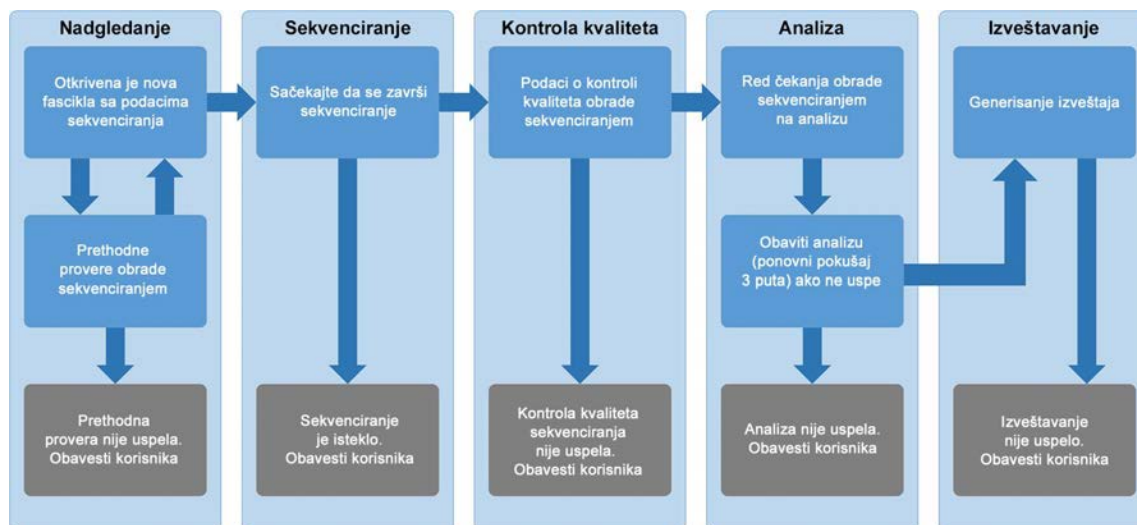 Nadgledanje
Otkrivena je nova
fascikla sa podacima
sekvenciranja
Prethodne
provere obrade
sekvenciranjem
Prethodna
provera nije uspela.
Obavesti korisnika
Sekvenciranje
Sačekajte da se završi
sekvenciranje
Sekvenciranje
je isteklo.
Obavesti korisnika
Kontrola kvaliteta
Podaci o kontroli
kvaliteta obrade
sekvenciranjem
Kontrola kvaliteta
sekvenciranja
nije uspela.
Obavesti korisnika
Analiza
Red čekanja obrade
sekvenciranjem
na analizu
Obaviti analizu
(ponovni pokušaj
3 puta) ako ne uspe
Analiza nije uspela.
Obavesti korisnika
Izveštavanje
Generisanje izveštaja
Izveštavanje
nije uspelo.
Obavesti korisnika